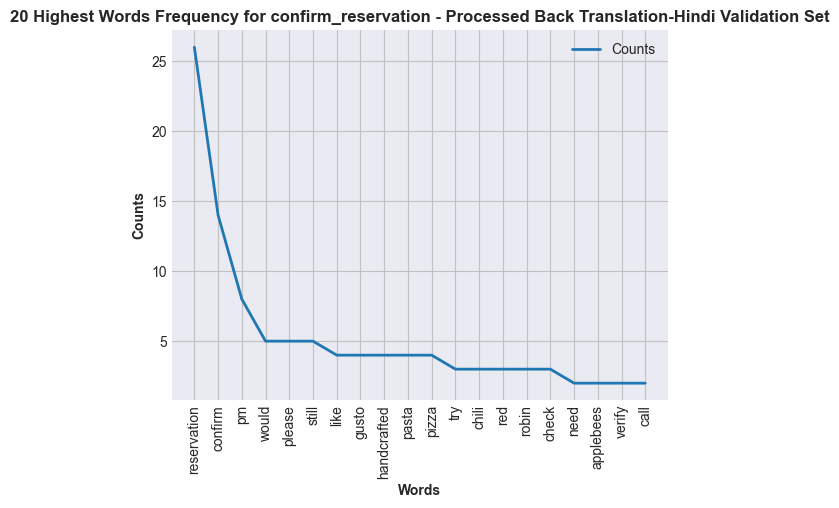 20 Highest Words Frequency for confirm_reservation - Processed Back Translation-Hindi Validation Set
Counts
25
20
15
10
5
Counts
reservation
confirm
pm
would
please
still
like
gusto
handcrafted
pasta
pizza
try
chili
red
robin
check
need
applebees
verify
call
Words